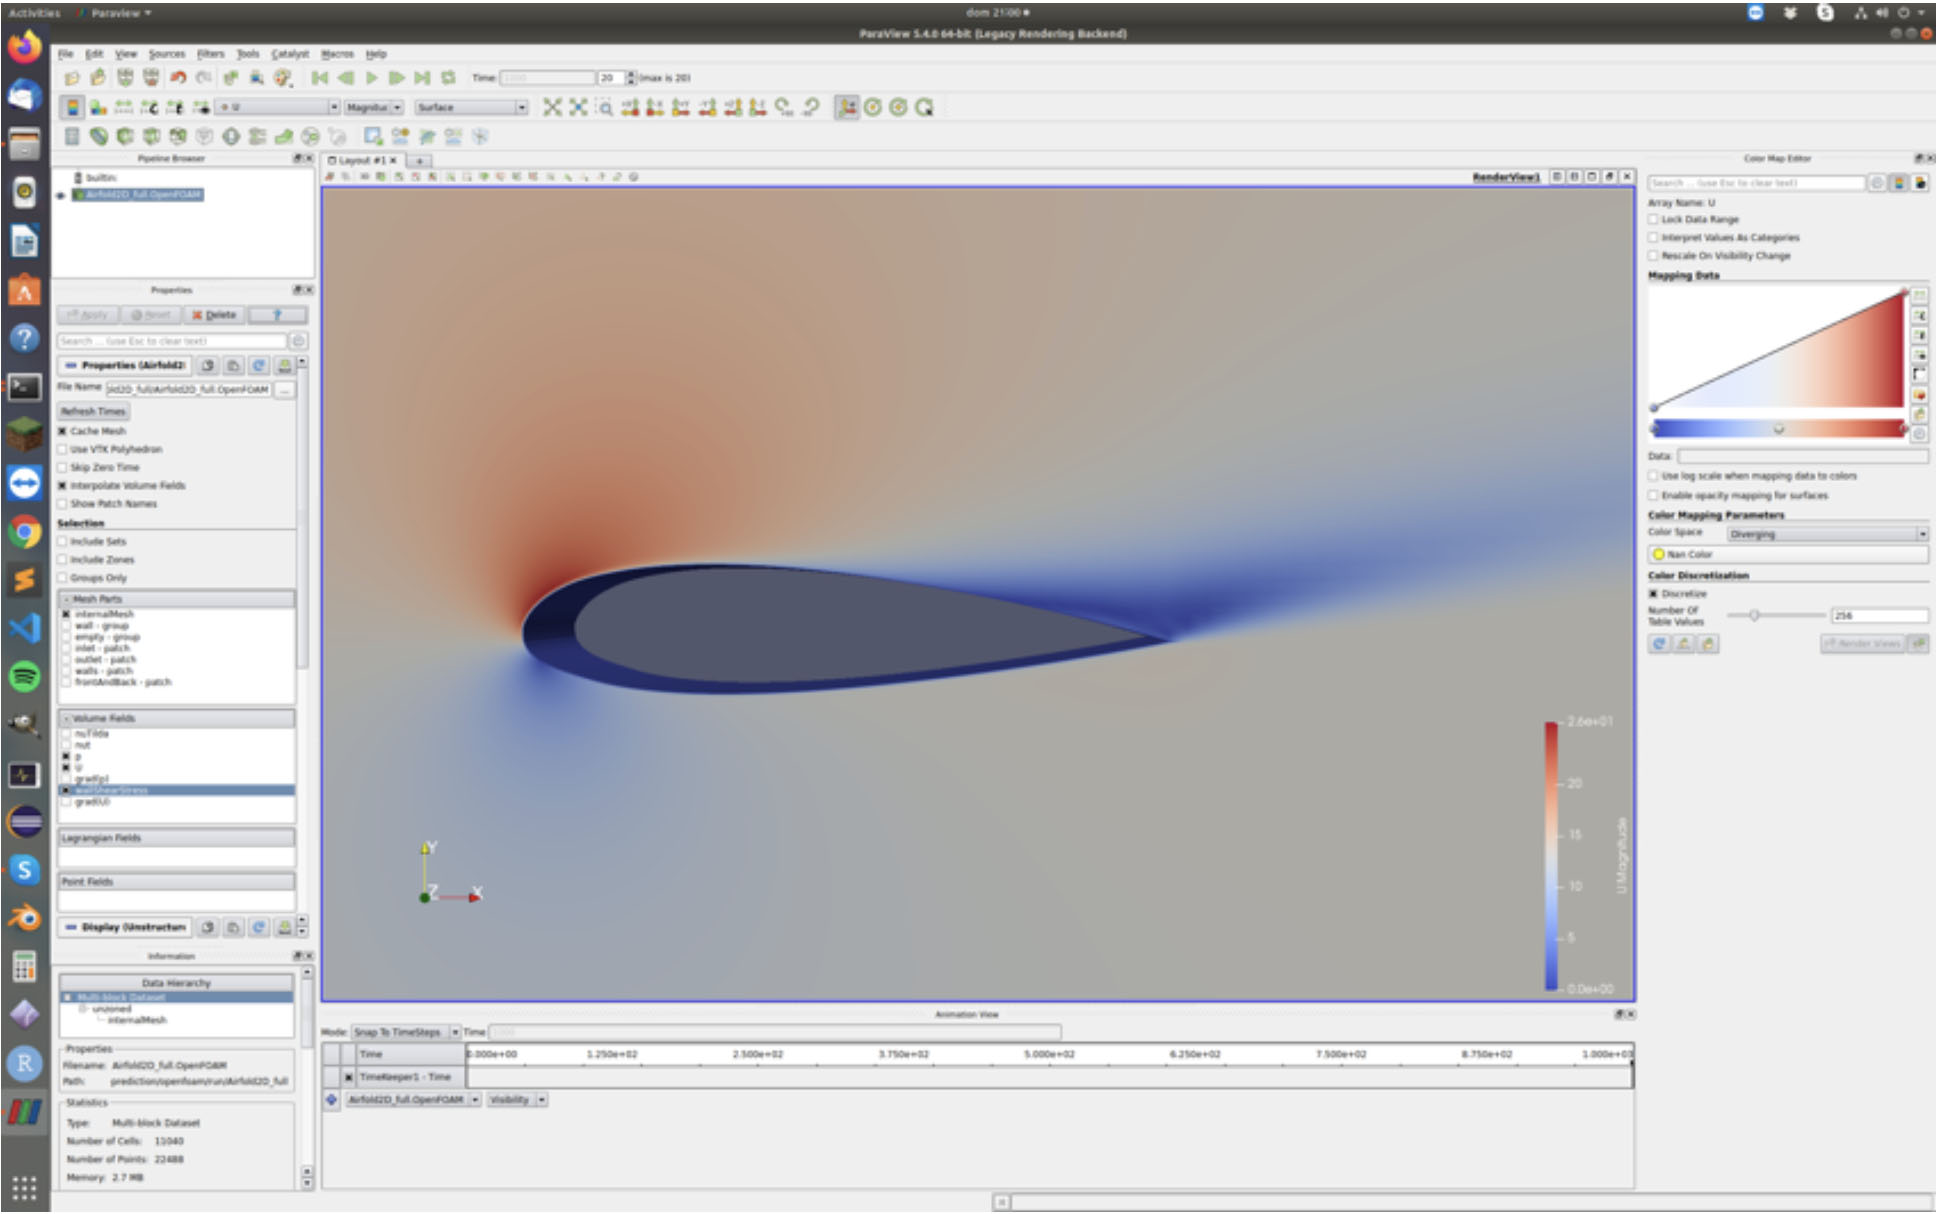 Activities
Paraview
dom 21:00
ParaView 5.4.0 64-bit (Legacy Rendering Backend)
File Edit View Sources Filters Tools Catalyst Macros Help
Time: 20 (max is 20)
U
Surface
Pipeline Browser
builtin:
Airfold2D_full.OpenFOAM
Properties
Apply Reset Delete ?
Search ... (use Esc to clear text)
Properties (Airfold2
File Name
Refresh Times
Cache Mesh
Use VTK Polyhedron
Skip Zero Time
Interpolate Volume Fields
Show Patch Names
Selection
Include Sets
Include Zones
Groups Only
Mesh Parts
internalMesh
wall - group
empty - group
inlet - patch
outlet - patch
walls - patch
frontAndBack - patch
Volume Fields
nuTilda
nut
p
U
grad(p)
wallShearStress
grad(U)
Lagrangian Fields
Point Fields
Display (Unstructun
Information
Data Hierarchy
Multi-block Dataset
unzoned
internalMesh
Properties
Filename: Airfold2D_full.OpenFOAM
Path: prediction/openfoam/run/Airfold2D_full
Statistics
Type: Multi-block Dataset
Number of Cells: 11040
Number of Points: 22488
Memory: 2.7 MB
Layout #1
RenderView1
Y
Z X
2.6e+01
20
15
10
5
0.0e+00
U Magnitude
Animation View
Mode: Snap To TimeSteps Time:
Time 0.000e+00 1.250e+02 2.500e+02 3.750e+02 5.000e+02 6.250e+02 7.500e+02 8.750e+02 1.000e+03
TimeKeeper1 - Time
Airfold2D_full.OpenFOAM Visibility
Color Map Editor
Search ... (use Esc to clear text)
Array Name: U
Lock Data Range
Interpret Values As Categories
Rescale On Visibility Change
Mapping Data
Data:
Use log scale when mapping data to colors
Enable opacity mapping for surfaces
Color Mapping Parameters
Color Space Diverging
Nan Color
Color Discretization
Discretize
Number Of
Table Values
256
Render Views